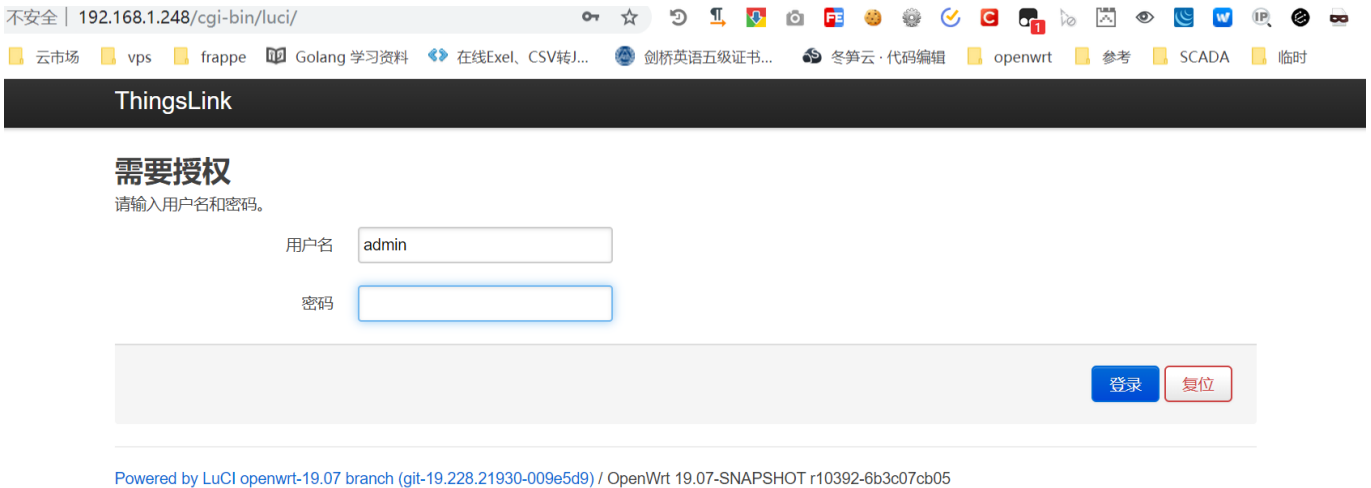 不安全 192.168.1.248/cgi-bin/luci/
云市场 vps frappe Golang 学习资料 在线Exel、CSV转J... 剑桥英语五级证书... 冬笋云 · 代码编辑 openwrt 参考 SCADA 临时
ThingsLink
需要授权
请输入用户名和密码。
用户名 admin
密码
登录 复位
Powered by LuCI openwrt-19.07 branch (git-19.228.21930-009e5d9) / OpenWrt 19.07-SNAPSHOT r10392-6b3c07cb05